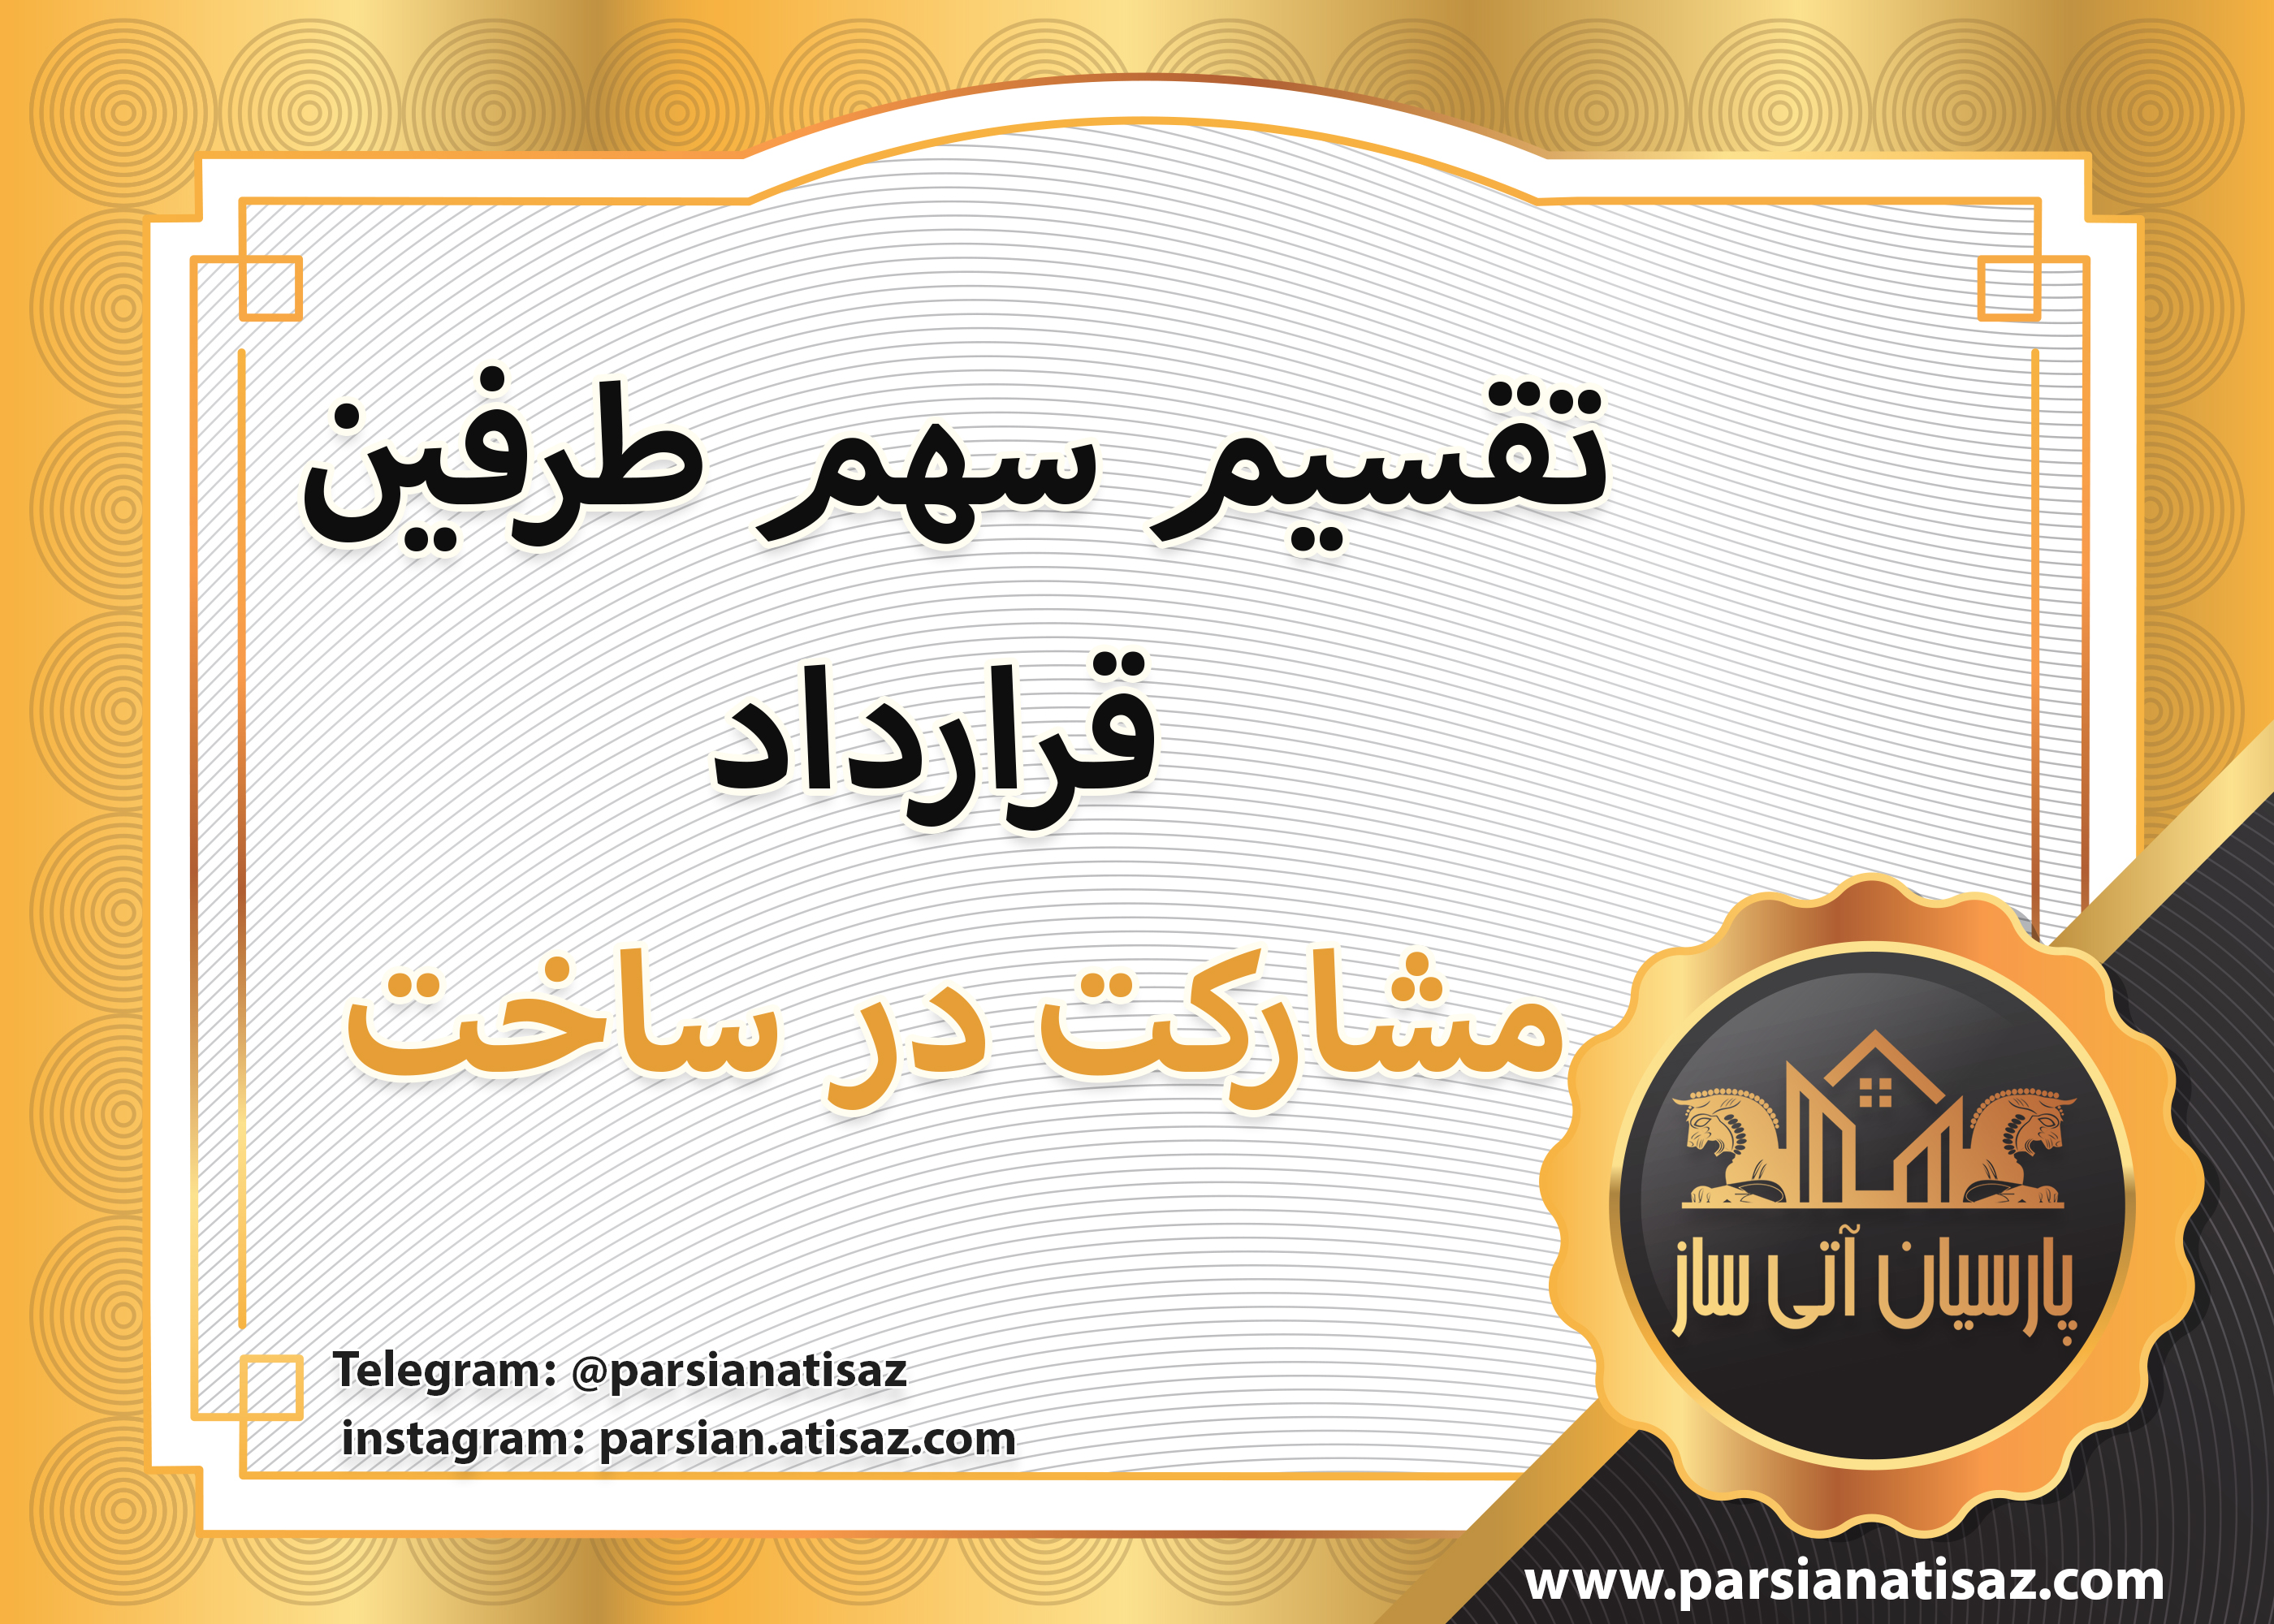 تقسیم سهم طرفین
قرارداد
مشارکت در ساخت
پارسیان آتی ساز
Telegram: @parsianatisaz
instagram: parsian.atisaz.com
www.parsianatisaz.com